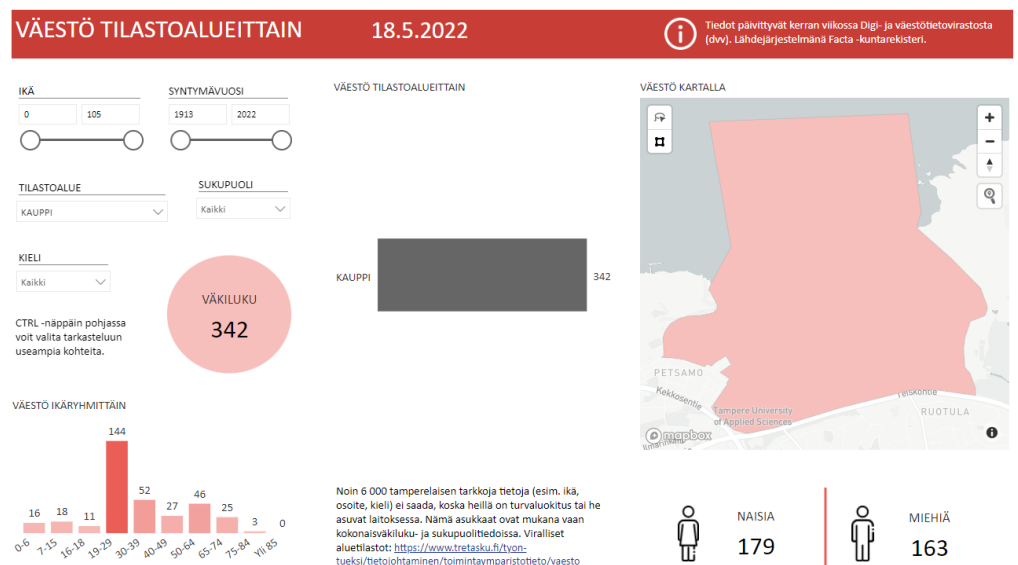 VÄESTÖ TILASTOALUEITTAIN
18.5.2022
Tiedot päivittyvät kerran viikossa Digi- ja väestötietovirastosta
(dvv). Lähdejärjestelmänä Facta -kuntarekisteri.
IKÄ
0
105
SYNTYMÄVUOSI
1913
2022
TILASTOALUE
KAUPPI
SUKUPUOLI
Kaikki
KIELI
Kaikki
CTRL -näppäin pohjassa
voit valita tarkasteluun
useampia kohteita.
VÄKILUKU
342
VÄESTÖ IKÄRYHMITTÄIN
16
18
11
144
52
27
46
25
3
0
0-6
7-15
16-18
19-29
30-39
40-49
50-64
65-74
75-84
Yli 85
VÄESTÖ TILASTOALUEITTAIN
KAUPPI
342
Noin 6 000 tamperelaisen tarkkoja tietoja (esim. ikä,
osoite, kieli) ei saada, koska heillä on turvaluokitus tai he
asuvat laitoksessa. Nämä asukkaat ovat mukana vaan
kokonaisväkiluku- ja sukupuolitiedoissa. Viralliset
aluetilastot: https://www.tretasku.fi/tyon-
tueksi/tietojohtaminen/toimintaymparistotieto/vaesto
VÄESTÖ KARTALLA
PETSAMO
Kekkosentie
Teiskontie
Tampere University
of Applied Sciences
RUOTULA
mapbox
NAISIA
179
MIEHIÄ
163